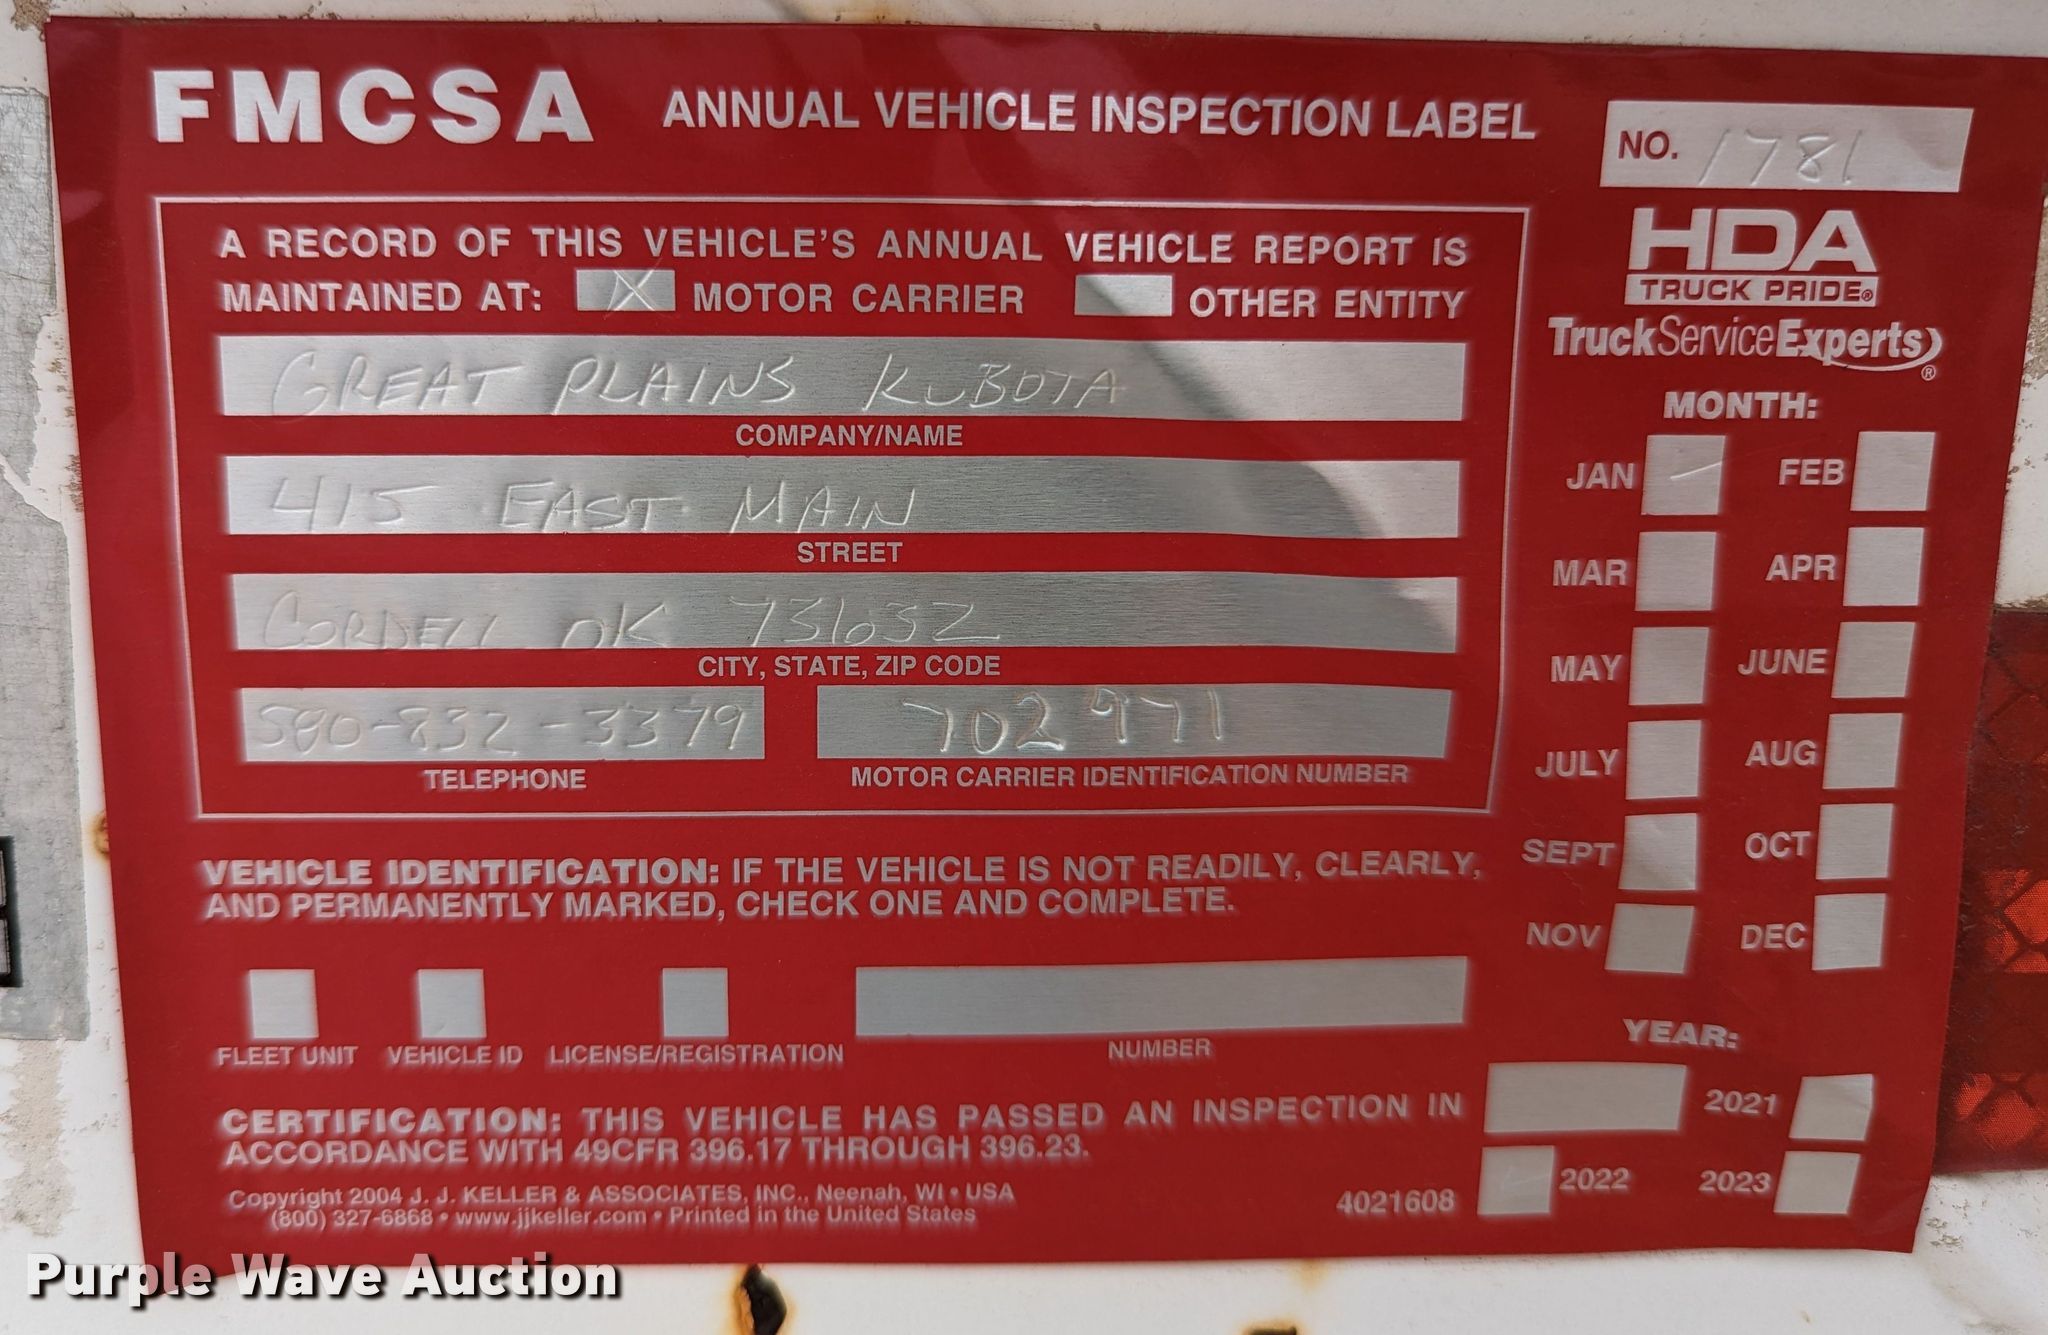 FMCSA ANNUAL VEHICLE INSPECTION LABEL
NO. 1781
HDA
TRUCK PRIDE®
TruckServiceExperts®
A RECORD OF THIS VEHICLE'S ANNUAL VEHICLE REPORT IS
MAINTAINED AT: X MOTOR CARRIER OTHER ENTITY
GREAT PLAINS KUBOTA
COMPANY/NAME
415 EAST MAIN
STREET
CORDELL OK 73632
CITY, STATE, ZIP CODE
580-832-3379 702971
TELEPHONE MOTOR CARRIER IDENTIFICATION NUMBER
VEHICLE IDENTIFICATION: IF THE VEHICLE IS NOT READILY, CLEARLY,
AND PERMANENTLY MARKED, CHECK ONE AND COMPLETE.
FLEET UNIT VEHICLE ID LICENSE/REGISTRATION NUMBER
CERTIFICATION: THIS VEHICLE HAS PASSED AN INSPECTION IN
ACCORDANCE WITH 49CFR 396.17 THROUGH 396.23.
Copyright 2004 J. J. KELLER & ASSOCIATES, INC., Neenah, WI • USA
(800) 327-6868 • www.jjkeller.com • Printed in the United States
4021608
MONTH:
JAN FEB
MAR APR
MAY JUNE
JULY AUG
SEPT OCT
NOV DEC
YEAR:
2021
2022 2023
Purple Wave Auction